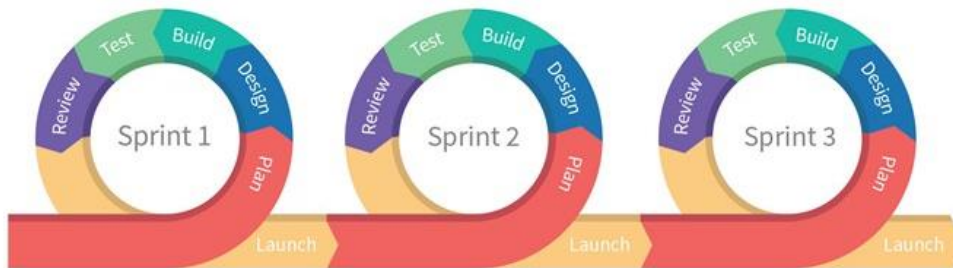 Test
Build
Review
Design
Sprint 1
Plan
Launch
Test
Build
Review
Design
Sprint 2
Plan
Launch
Test
Build
Review
Design
Sprint 3
Plan
Launch